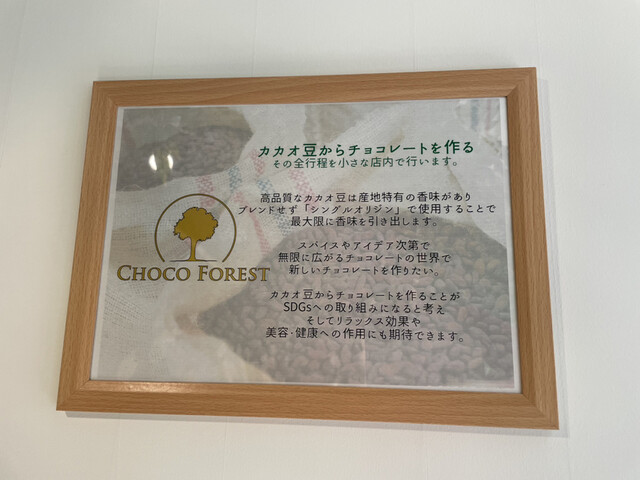 カカオ豆からチョコレートを作る
その全行程を小さな店内で行います。
高品質なカカオ豆は産地特有の香味があり
ブレンドせず「シングルオリジン」で使用することで
最大限に香味を引き出します。
CHOCO FOREST
スパイスやアイデア次第で
無限に広がるチョコレートの世界で
新しいチョコレートを作りたい。
カカオ豆からチョコレートを作ることが
SDGsへの取り組みになると考え
そしてリラックス効果や
美容・健康への作用にも期待できます。